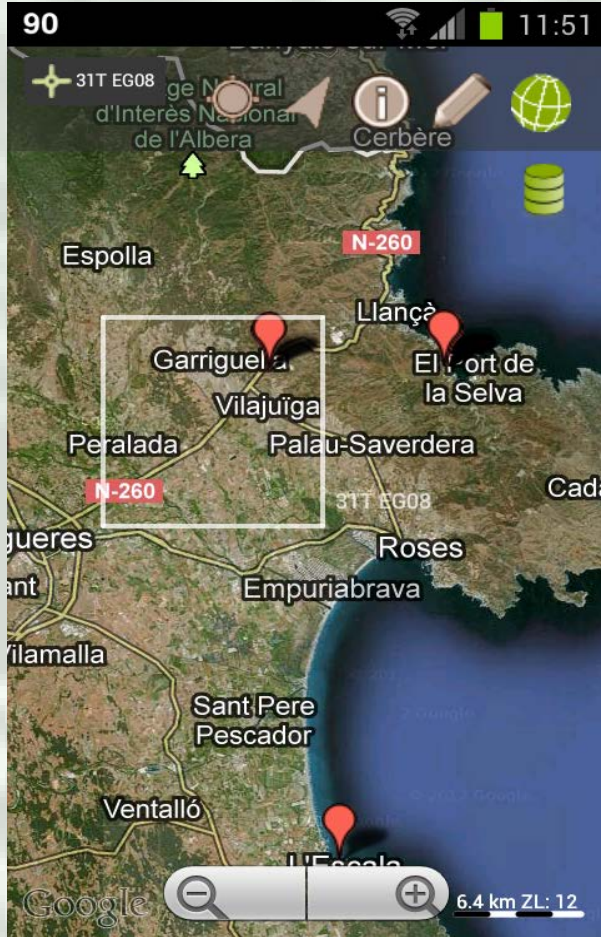 90
11:51
31T EG08
d'Interès Nacional
de l'Albera
Cerbère
Espolla
N-260
Llançà
Garriguella
El Port de
la Selva
Vilajuïga
Peralada
Palau-Saverdera
N-260
31T EG08
Roses
Empuriabrava
Vilamalla
Sant Pere
Pescador
Ventalló
L'Escala
Google
6.4 km ZL: 12